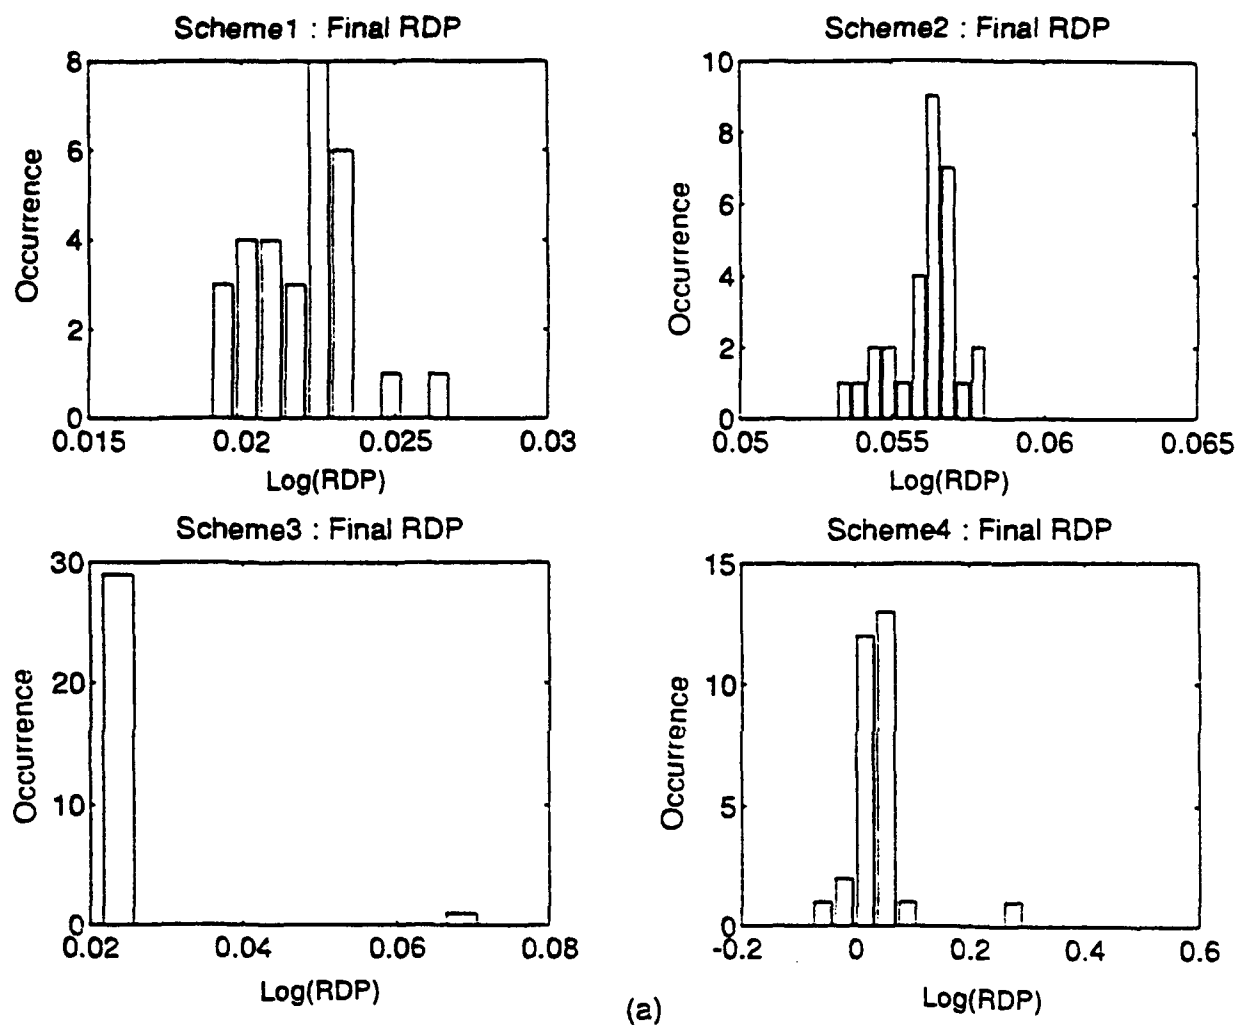 Scheme1 : Final RDP
Occurrence
8
6
4
2
0
0.015 0.02 0.025 0.03
Log(RDP)
Scheme2 : Final RDP
Occurrence
10
8
6
4
2
0
0.05 0.055 0.06 0.065
Log(RDP)
Scheme3 : Final RDP
Occurrence
30
20
10
0
0.02 0.04 0.06 0.08
Log(RDP)
Scheme4 : Final RDP
Occurrence
15
10
5
0
-0.2 0 0.2 0.4 0.6
Log(RDP)
(a)